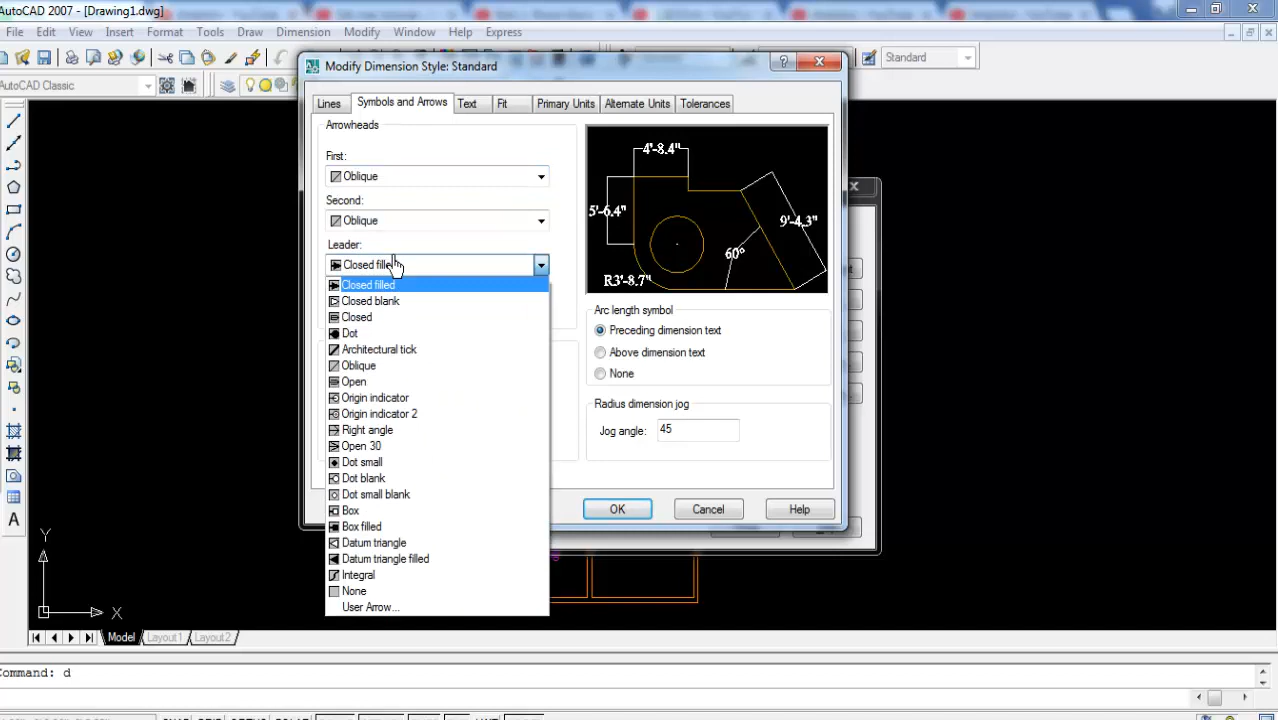 AutoCAD 2007 - [Drawing1.dwg]
File Edit View Insert Format Tools Draw Dimension Modify Window Help Express
Standard
AutoCAD Classic
Modify Dimension Style: Standard
Lines Symbols and Arrows Text Fit Primary Units Alternate Units Tolerances
Arrowheads
First:
Oblique
Second:
Oblique
Leader:
Closed fille
Closed filled
Closed blank
Closed
Dot
Architectural tick
Oblique
Open
Origin indicator
Origin indicator 2
Right angle
Open 30
Dot small
Dot blank
Dot small blank
Box
Box filled
Datum triangle
Datum triangle filled
Integral
None
User Arrow...
4'-8.4"
5'-6.4"
9'-4.3"
60°
R3'-8.7"
Arc length symbol
Preceding dimension text
Above dimension text
None
Radius dimension jog
Jog angle: 45
OK Cancel Help
Y
X
Model Layout1 Layout2
Command: d